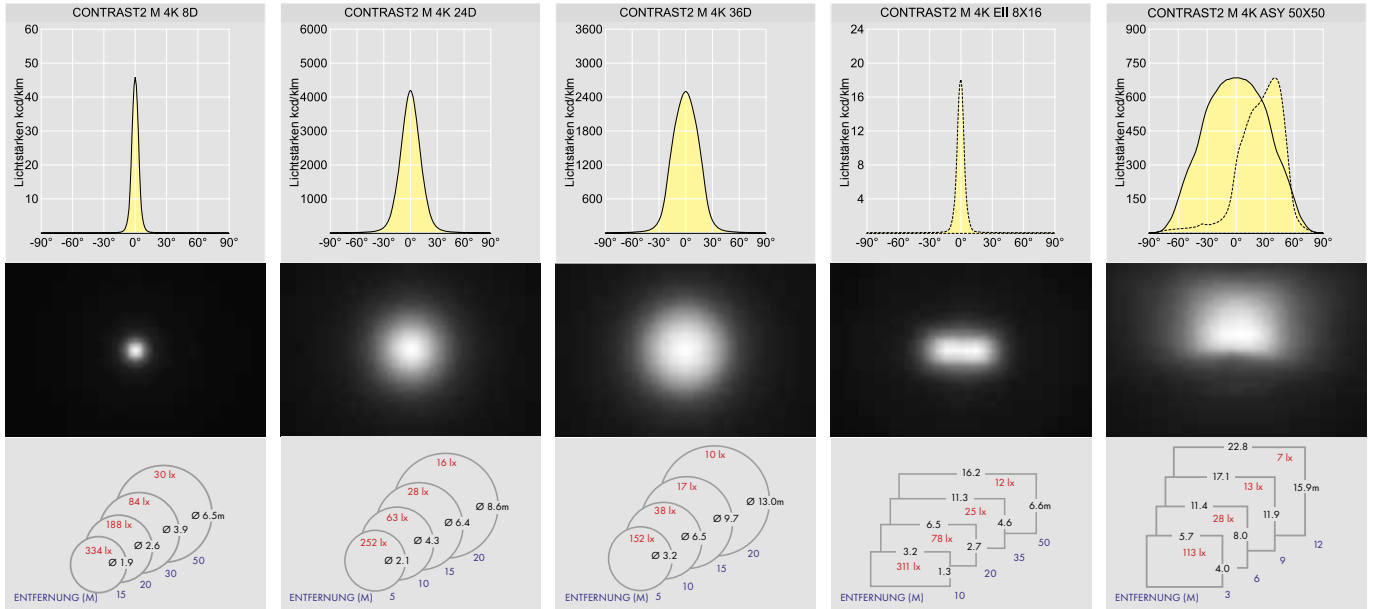 CONTRAST2 M 4K 8D
Lichtstärken kcd/klm
60
50
40
30
20
10
-90° -60° -30° 0° 30° 60° 90°
30 lx
84 lx
188 lx
334 lx
Ø 6.5m
Ø 3.9
Ø 2.6
Ø 1.9
50
30
20
15
ENTFERNUNG (M)
CONTRAST2 M 4K 24D
Lichtstärken kcd/klm
6000
5000
4000
3000
2000
1000
-90° -60° -30° 0° 30° 60° 90°
16 lx
28 lx
63 lx
252 lx
Ø 8.6m
Ø 6.4
Ø 4.3
Ø 2.1
20
15
10
5
ENTFERNUNG (M)
CONTRAST2 M 4K 36D
Lichtstärken kcd/klm
3600
3000
2400
1800
1200
600
-90° -60° -30° 0° 30° 60° 90°
10 lx
17 lx
38 lx
152 lx
Ø 13.0m
Ø 9.7
Ø 6.5
Ø 3.2
20
15
10
5
ENTFERNUNG (M)
CONTRAST2 M 4K Ell 8X16
Lichtstärken kcd/klm
24
20
16
12
8
4
-90° -60° -30° 0° 30° 60° 90°
16.2
12 lx
11.3
25 lx
6.6m
6.5
4.6
78 lx
3.2
2.7
311 lx
1.3
50
35
20
10
ENTFERNUNG (M)
CONTRAST2 M 4K ASY 50X50
Lichtstärken kcd/klm
900
750
600
450
300
150
-90° -60° -30° 0° 30° 60° 90°
22.8
7 lx
17.1
13 lx
15.9m
11.4
28 lx
11.9
5.7
8.0
113 lx
4.0
12
9
6
3
ENTFERNUNG (M)